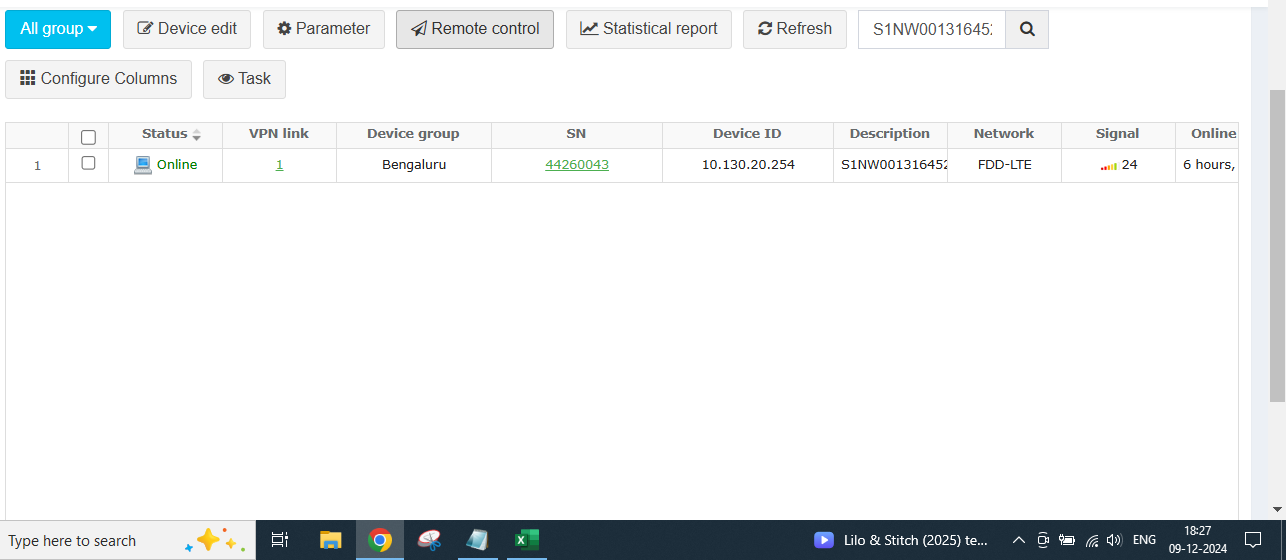 All group Device edit Parameter Remote control Statistical report Refresh S1NW00131645
Configure Columns Task
Status VPN link Device group SN Device ID Description Network Signal Online
1 Online 1 Bengaluru 44260043 10.130.20.254 S1NW001316452 FDD-LTE 24 6 hours,
Type here to search Lilo & Stitch (2025) te... ENG 18:27
09-12-2024